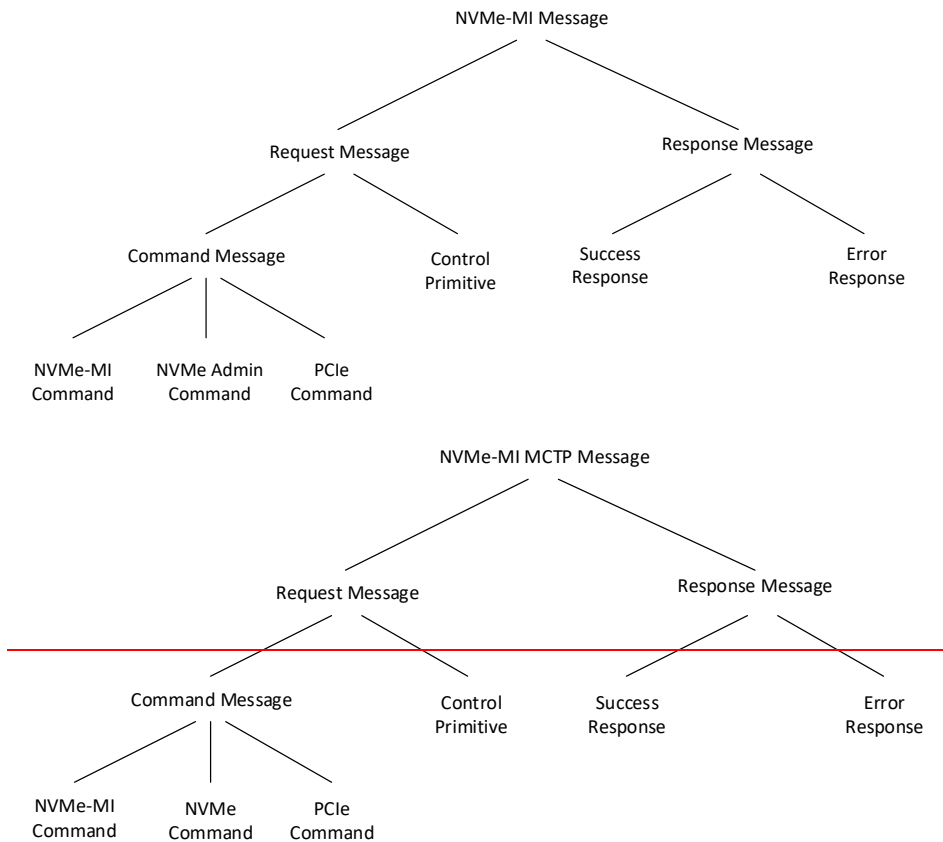 NVMe-MI Message
Request Message
Response Message
Command Message
Control
Primitive
Success
Response
Error
Response
NVMe-MI
Command
NVMe Admin
Command
PCIe
Command
NVMe-MI MCTP Message
Request Message
Response Message
Command Message
Control
Primitive
Success
Response
Error
Response
NVMe-MI
Command
NVMe
Command
PCIe
Command